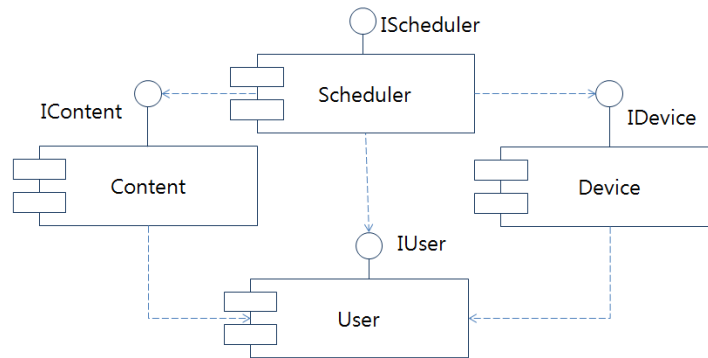 IScheduler
Scheduler
IContent
IDevice
Content
Device
IUser
User